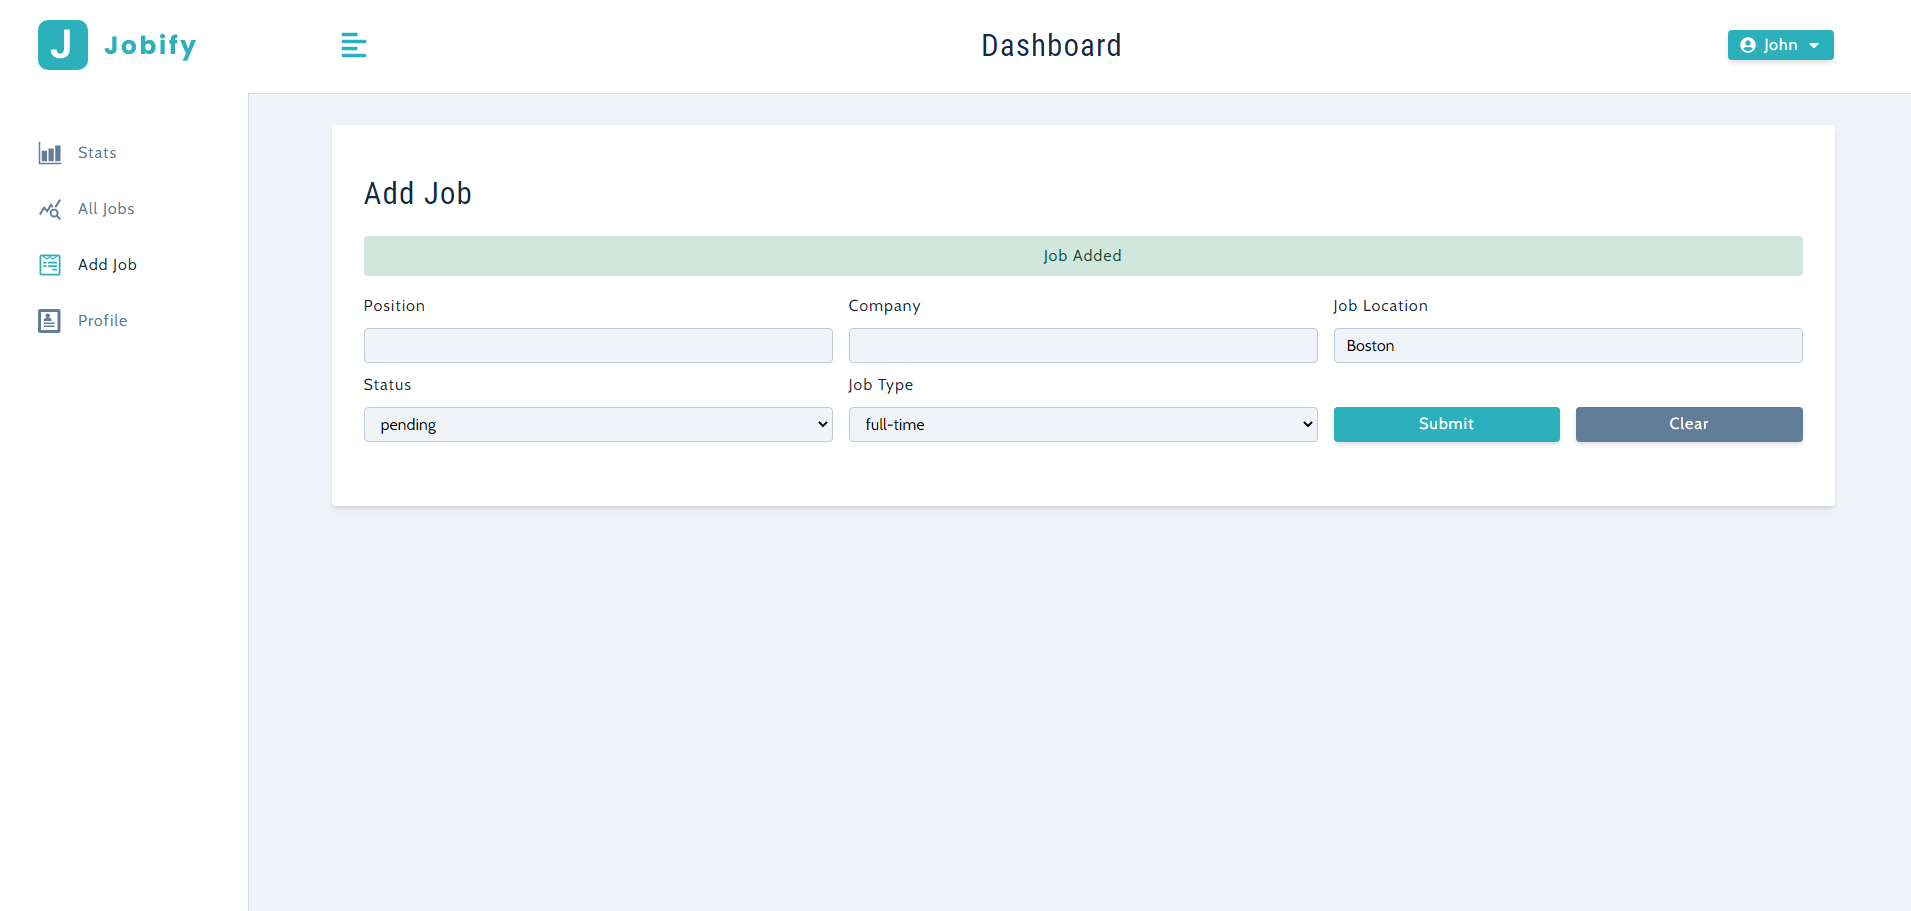 J Jobify
Dashboard
John
Stats
All Jobs
Add Job
Profile
Add Job
Job Added
Position
Company
Job Location
Boston
Status
Job Type
pending
full-time
Submit
Clear